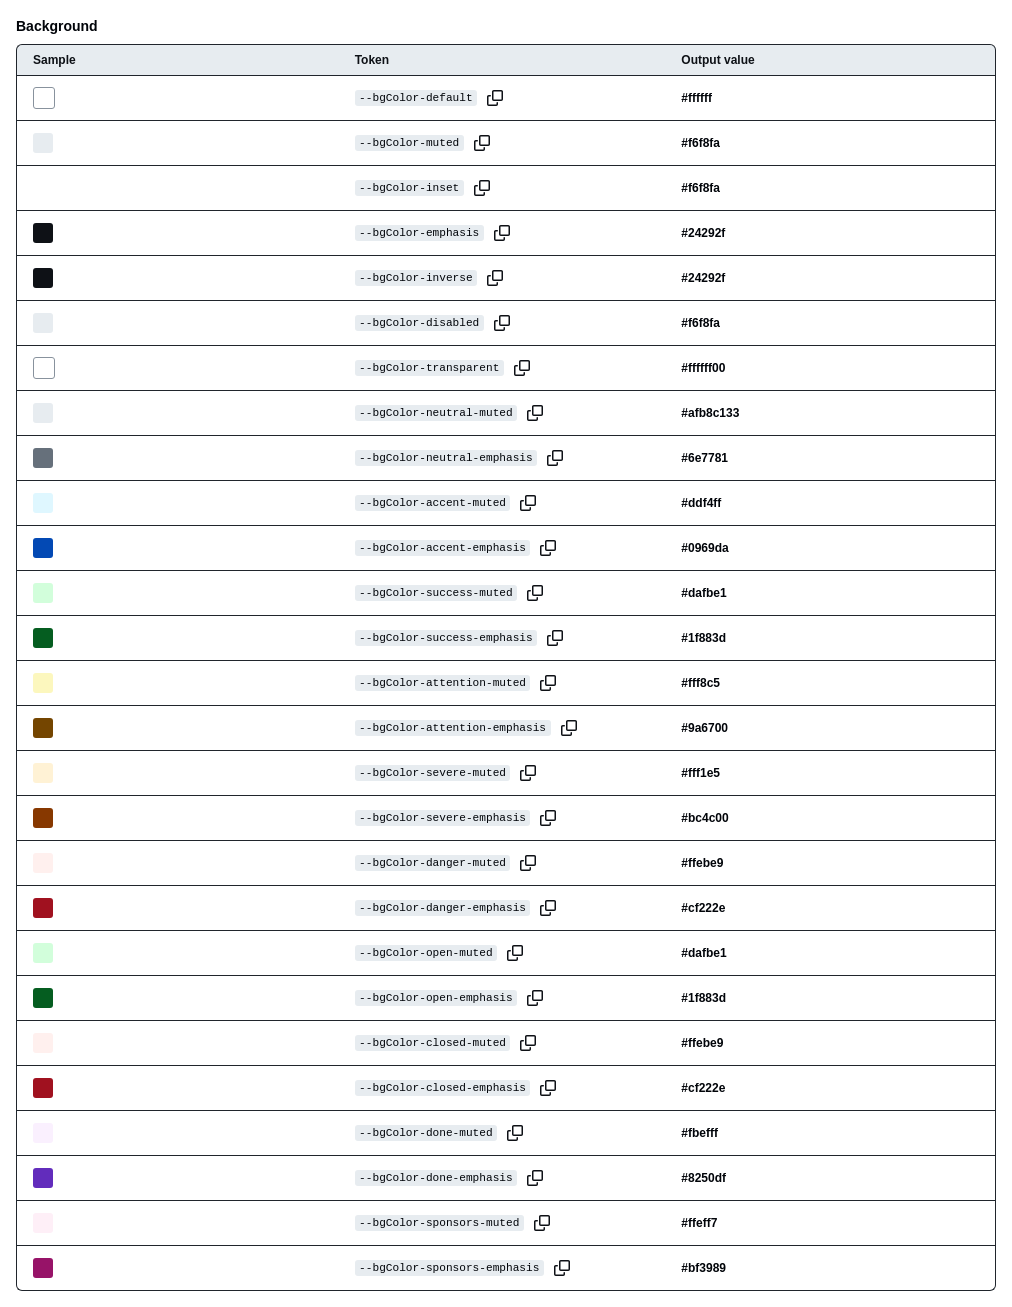 Background
Sample Token Output value
--bgColor-default #ffffff
--bgColor-muted #f6f8fa
--bgColor-inset #f6f8fa
--bgColor-emphasis #24292f
--bgColor-inverse #24292f
--bgColor-disabled #f6f8fa
--bgColor-transparent #ffffff00
--bgColor-neutral-muted #afb8c133
--bgColor-neutral-emphasis #6e7781
--bgColor-accent-muted #ddf4ff
--bgColor-accent-emphasis #0969da
--bgColor-success-muted #dafbe1
--bgColor-success-emphasis #1f883d
--bgColor-attention-muted #fff8c5
--bgColor-attention-emphasis #9a6700
--bgColor-severe-muted #fff1e5
--bgColor-severe-emphasis #bc4c00
--bgColor-danger-muted #ffebe9
--bgColor-danger-emphasis #cf222e
--bgColor-open-muted #dafbe1
--bgColor-open-emphasis #1f883d
--bgColor-closed-muted #ffebe9
--bgColor-closed-emphasis #cf222e
--bgColor-done-muted #fbefff
--bgColor-done-emphasis #8250df
--bgColor-sponsors-muted #ffeff7
--bgColor-sponsors-emphasis #bf3989